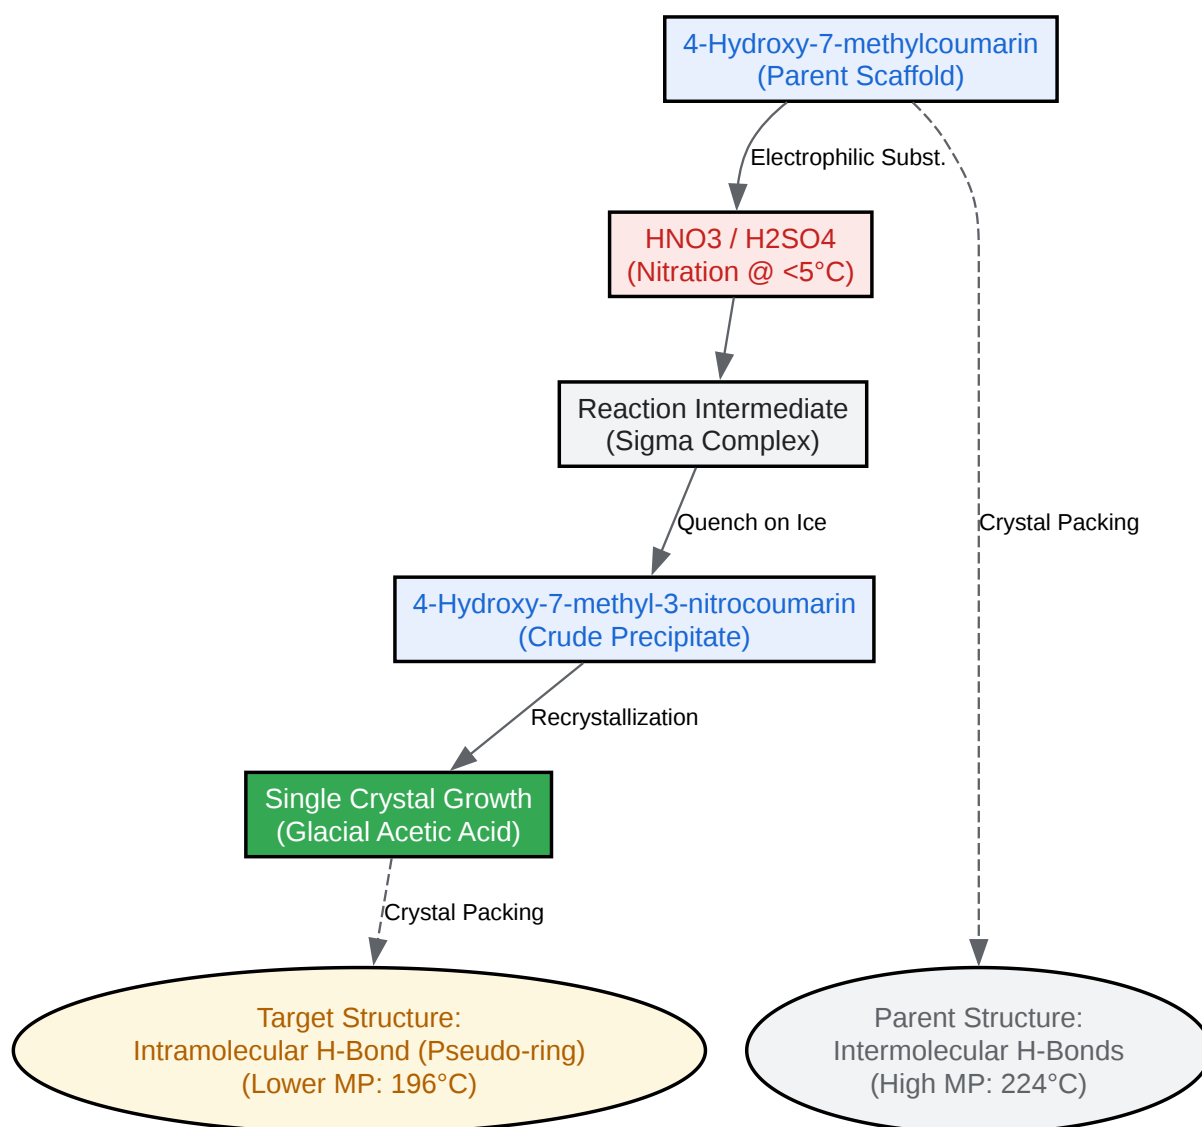 4-Hydroxy-7-methylcoumarin
(Parent Scaffold)
Electrophilic Subst.
HNO3 / H2SO4
(Nitration @ <5°C)
Reaction Intermediate
(Sigma Complex)
Quench on Ice
Crystal Packing
4-Hydroxy-7-methyl-3-nitrocoumarin
(Crude Precipitate)
Recrystallization
Single Crystal Growth
(Glacial Acetic Acid)
Crystal Packing
Target Structure:
Intramolecular H-Bond (Pseudo-ring)
(Lower MP: 196°C)
Parent Structure:
Intermolecular H-Bonds
(High MP: 224°C)